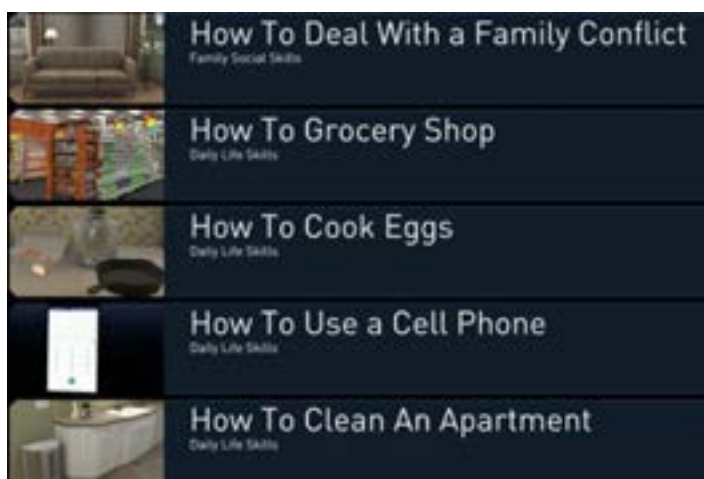 How To Deal With a Family Conflict
Family Social Skills
How To Grocery Shop
Daily Life Skills
How To Cook Eggs
Daily Life Skills
How To Use a Cell Phone
Daily Life Skills
How To Clean An Apartment
Daily Life Skills